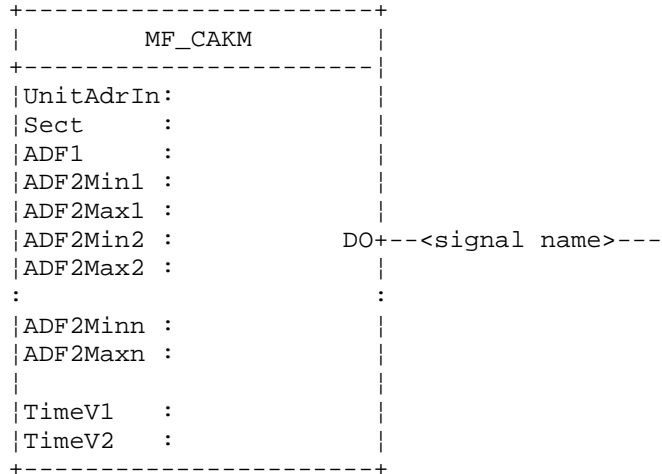 +-----------------------+
¦        MF_CAKM        ¦
+-----------------------¦
¦UnitAdrIn:             ¦
¦Sect     :             ¦
¦ADF1     :             ¦
¦ADF2Min1 :             ¦
¦ADF2Max1 :             ¦
¦ADF2Min2 :           DO+--<signal name>---
¦ADF2Max2 :             ¦
:                       :
¦ADF2Minn :             ¦
¦ADF2Maxn :             ¦
¦                       ¦
¦TimeV1   :             ¦
¦TimeV2   :             ¦
+-----------------------+